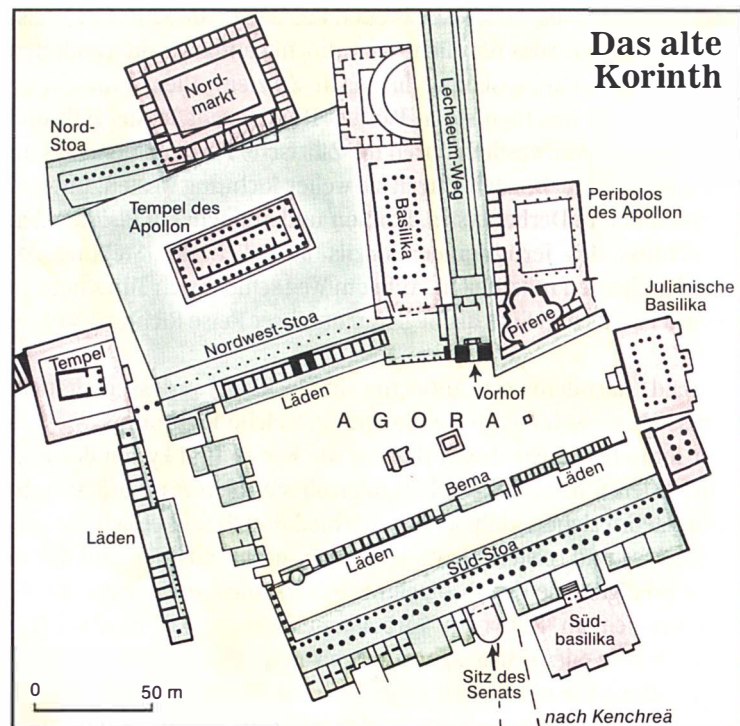 Das alte
Korinth
Nord-
markt
Nord-
Stoa
Lechaeum-Weg
Tempel des
Apollon
Basilika
Peribolos
des Apollon
Julianische
Basilika
Pirene
Nordwest-Stoa
Tempel
Läden
Vorhof
A G O R A
Bema
Läden
Läden
Läden
Süd-Stoa
Süd-
basilika
Sitz des
Senats
0 50 m
nach Kenchreä